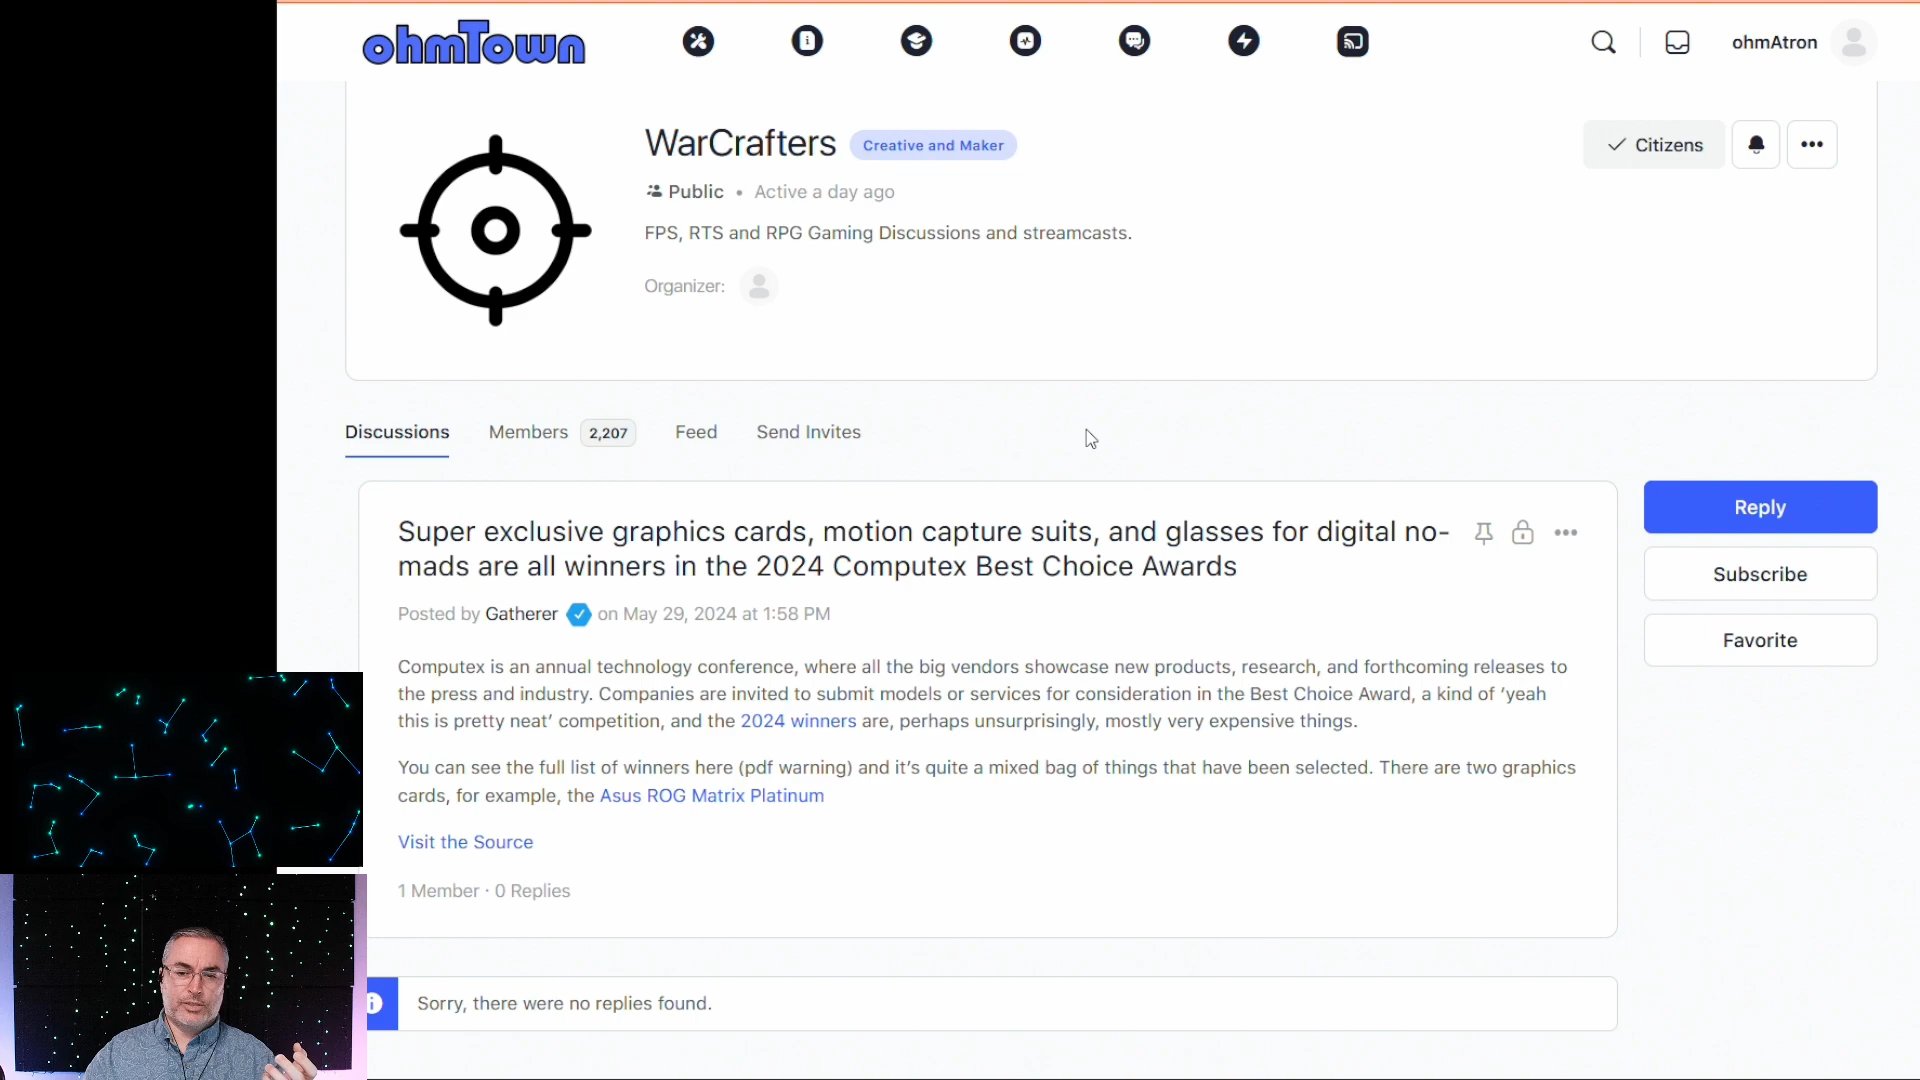 ohmTown
ohmAtron
WarCrafters
Creative and Maker
Citizens
Public • Active a day ago
FPS, RTS and RPG Gaming Discussions and streamcasts.
Organizer:
Discussions
Members 2,207
Feed
Send Invites
Super exclusive graphics cards, motion capture suits, and glasses for digital no-
mads are all winners in the 2024 Computex Best Choice Awards
Posted by Gatherer on May 29, 2024 at 1:58 PM
Computex is an annual technology conference, where all the big vendors showcase new products, research, and forthcoming releases to
the press and industry. Companies are invited to submit models or services for consideration in the Best Choice Award, a kind of ‘yeah
this is pretty neat’ competition, and the 2024 winners are, perhaps unsurprisingly, mostly very expensive things.
You can see the full list of winners here (pdf warning) and it’s quite a mixed bag of things that have been selected. There are two graphics
cards, for example, the Asus ROG Matrix Platinum
Visit the Source
1 Member · 0 Replies
Reply
Subscribe
Favorite
Sorry, there were no replies found.